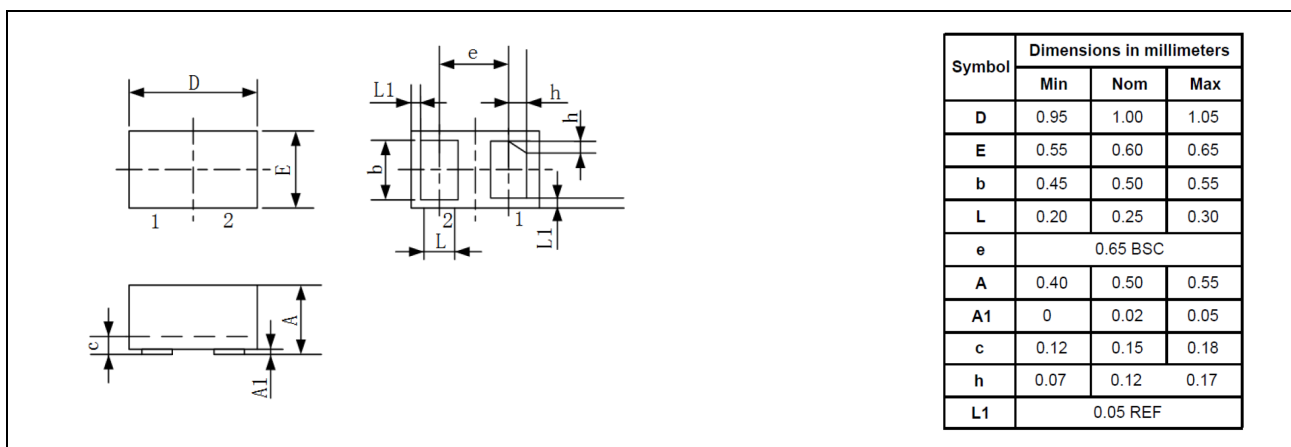 D
E
1 2
e
L1
h
h
b
2 1
L
L1
c
A
A1
Symbol Dimensions in millimeters
Min Nom Max
D 0.95 1.00 1.05
E 0.55 0.60 0.65
b 0.45 0.50 0.55
L 0.20 0.25 0.30
e 0.65 BSC
A 0.40 0.50 0.55
A1 0 0.02 0.05
c 0.12 0.15 0.18
h 0.07 0.12 0.17
L1 0.05 REF